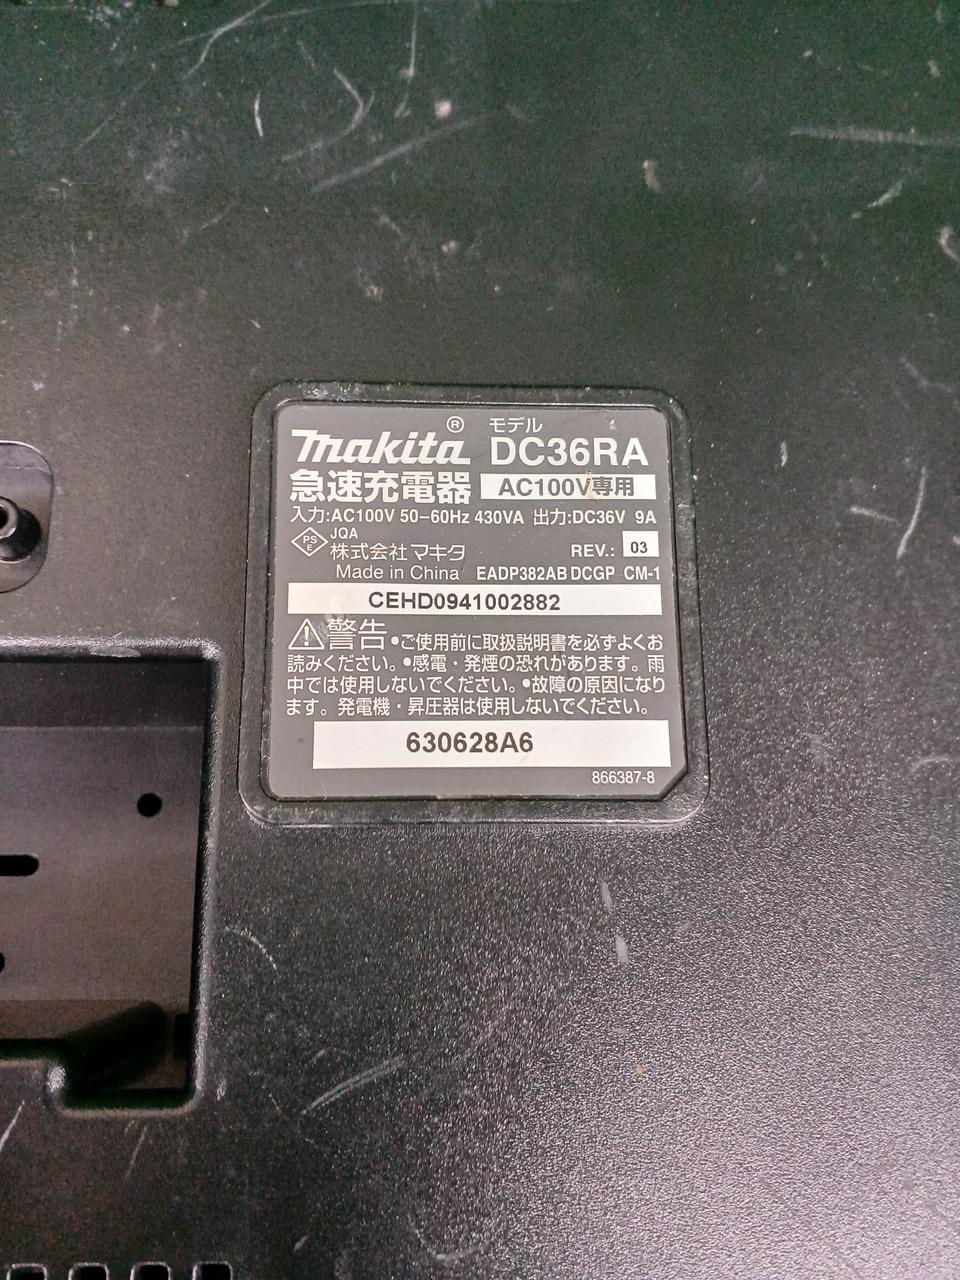 makita® モデル DC36RA
急速充電器 AC100V専用
入力:AC100V 50-60Hz 430VA 出力:DC36V 9A
PSE JQA
株式会社マキタ REV.: 03
Made in China EADP382AB DCGP CM-1
CEHD0941002882
⚠警告 •ご使用前に取扱説明書を必ずよくお
読みください。•感電・発煙の恐れがあります。雨
中では使用しないでください。•故障の原因になり
ます。発電機・昇圧器は使用しないでください。
630628A6
866387-8